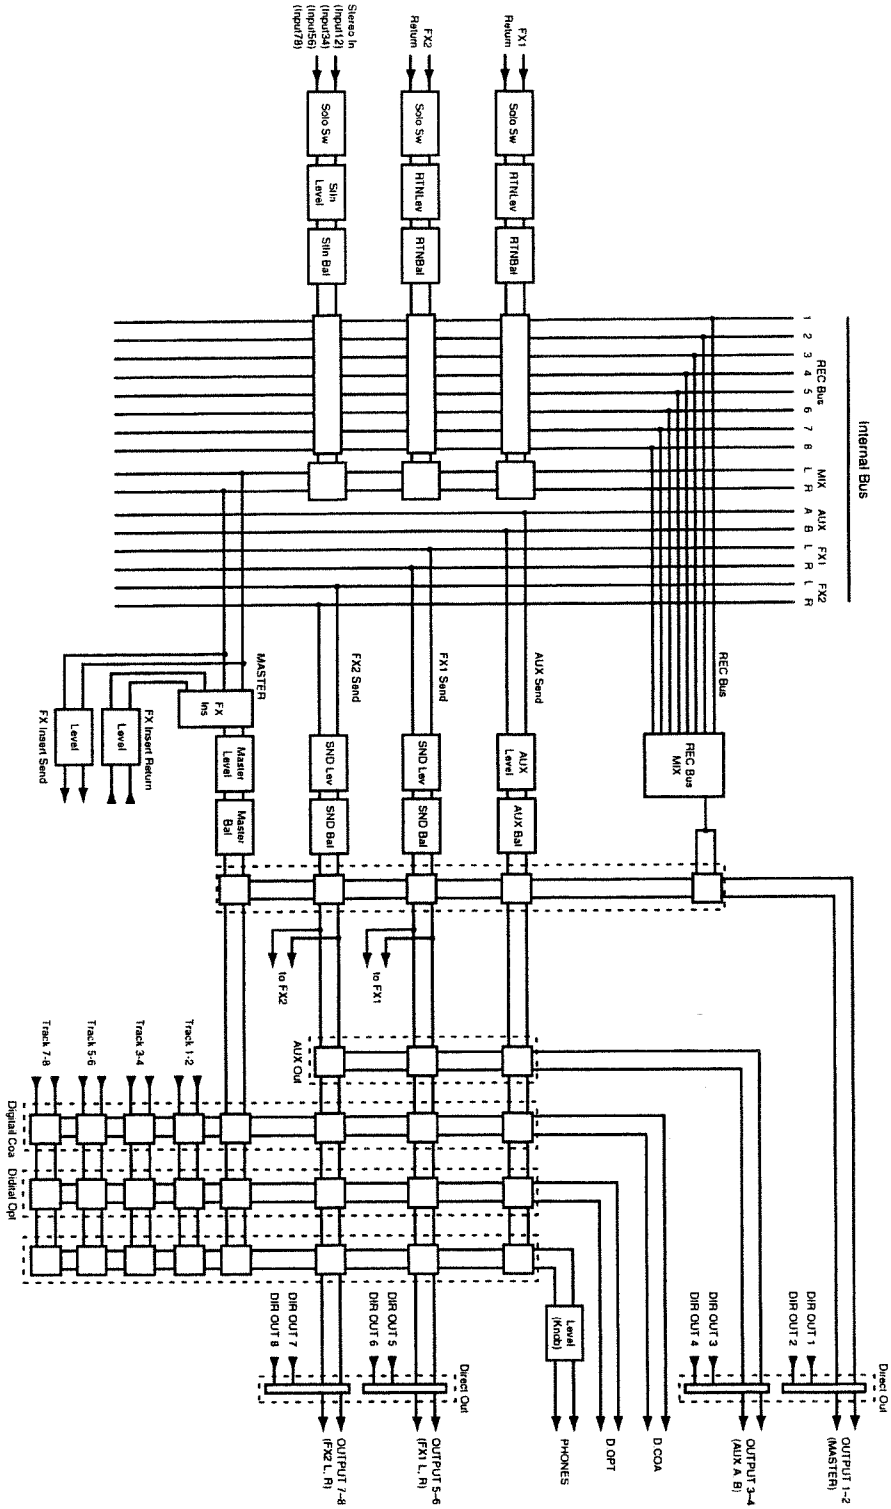 Internal Bus
REC Bus
MIX
AUX
FX1
FX2
1
2
3
4
5
6
7
8
L
R
A
B
L
R
L
R
FX1
Return
Solo Sw
RTNLev
RTNBal
FX2
Return
Solo Sw
RTNLev
RTNBal
Stereo In
(Input12)
(Input34)
(Input56)
(Input78)
Solo Sw
StIn
Level
StIn Bal
REC Bus
REC Bus
MIX
AUX Send
AUX
Level
AUX Bal
FX1 Send
SND Lev
SND Bal
FX2 Send
SND Lev
SND Bal
MASTER
FX
Ins
Master
Level
Master
Bal
FX Insert Return
Level
Level
FX Insert Send
to FX1
to FX2
AUX Out
Track 1-2
Track 3-4
Track 5-6
Track 7-8
Digitail Coa
Didital Opt
Level
(Knob)
DIR OUT 1
DIR OUT 2
DIR OUT 3
DIR OUT 4
DIR OUT 5
DIR OUT 6
DIR OUT 7
DIR OUT 8
Direct Out
Direct Out
OUTPUT 1-2
(MASTER)
OUTPUT 3-4
(AUX A B)
D.COA
D.OPT
PHONES
OUTPUT 5-6
(FX1 L, R)
OUTPUT 7-8
(FX2 L, R)